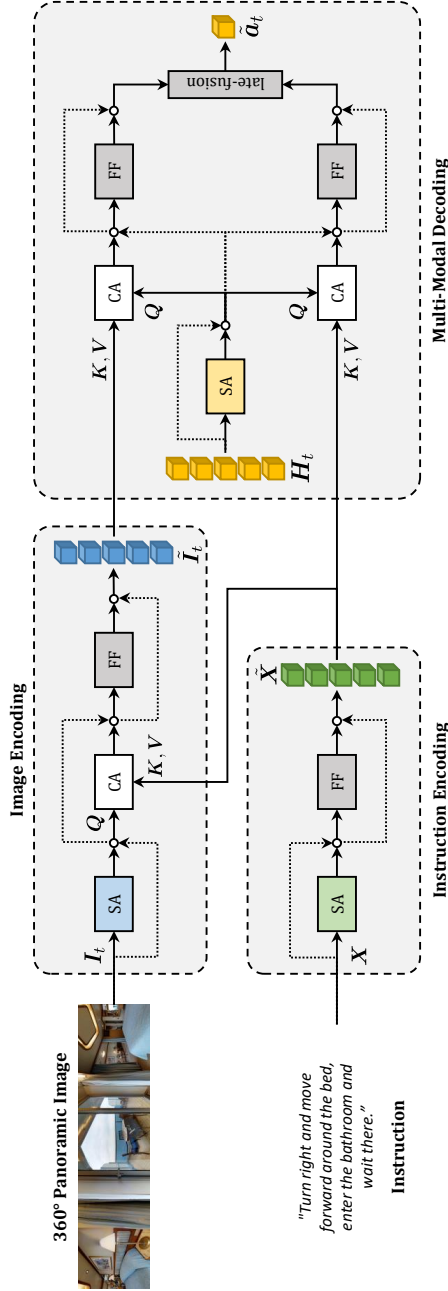 360° Panoramic Image
"Turn right and move
forward around the bed,
enter the bathroom and
wait there."
Instruction
Image Encoding
I_t
SA
Q
CA
K, V
FF
Ĩ_t
Instruction Encoding
X
SA
FF
X̃
Multi-Modal Decoding
H_t
SA
K, V
Q
CA
FF
K, V
Q
CA
FF
late-fusion
ã_t